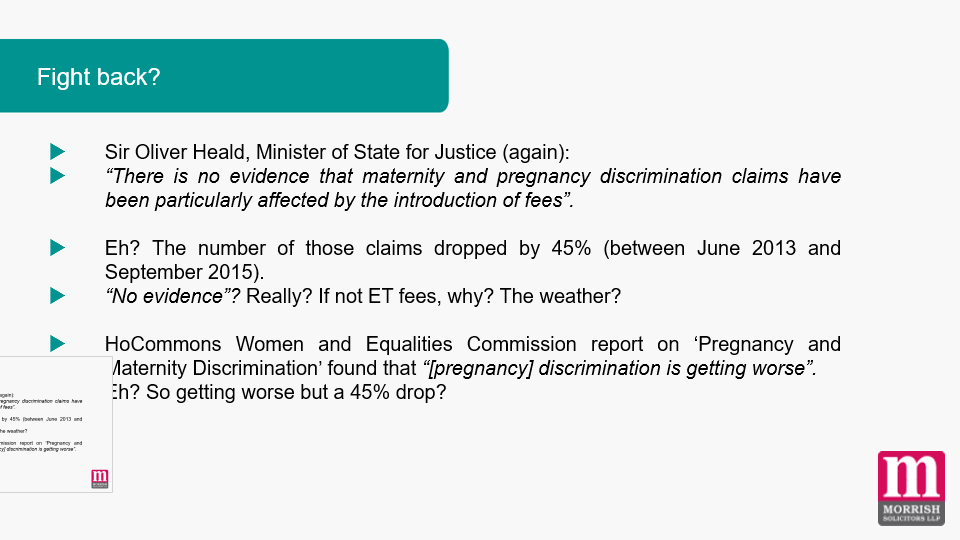 Fight back?
Sir Oliver Heald, Minister of State for Justice (again):
“There is no evidence that maternity and pregnancy discrimination claims have
been particularly affected by the introduction of fees”.
Eh? The number of those claims dropped by 45% (between June 2013 and
September 2015).
“No evidence”? Really? If not ET fees, why? The weather?
HoCommons Women and Equalities Commission report on ‘Pregnancy and
Maternity Discrimination’ found that “[pregnancy] discrimination is getting worse”.
Eh? So getting worse but a 45% drop?
again):
regnancy discrimination claims have
f fees”.
by 45% (between June 2013 and
he weather?
mission report on ‘Pregnancy and
cy] discrimination is getting worse”.
m
m
MORRISH
SOLICITORS LLP